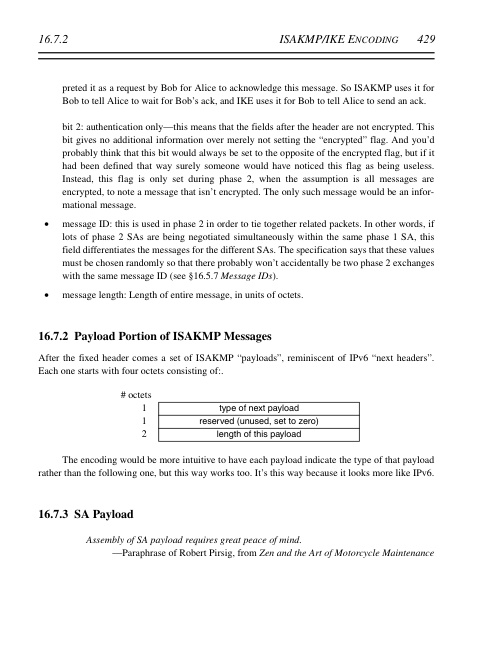 16.7.2 ISAKMP/IKE ENCODING 429
preted it as a request by Bob for Alice to acknowledge this message. So ISAKMP uses it for
Bob to tell Alice to wait for Bob's ack, and IKE uses it for Bob to tell Alice to send an ack.
bit 2: authentication only—this means that the fields after the header are not encrypted. This
bit gives no additional information over merely not setting the “encrypted” flag. And you'd
probably think that this bit would always be set to the opposite of the encrypted flag, but if it
had been defined that way surely someone would have noticed this flag as being useless.
Instead, this flag is only set during phase 2, when the assumption is all messages are
encrypted, to note a message that isn't encrypted. The only such message would be an infor-
mational message.
• message ID: this is used in phase 2 in order to tie together related packets. In other words, if
lots of phase 2 SAs are being negotiated simultaneously within the same phase 1 SA, this
field differentiates the messages for the different SAs. The specification says that these values
must be chosen randomly so that there probably won't accidentally be two phase 2 exchanges
with the same message ID (see §16.5.7 Message IDs).
• message length: Length of entire message, in units of octets.
16.7.2 Payload Portion of ISAKMP Messages
After the fixed header comes a set of ISAKMP “payloads”, reminiscent of IPv6 “next headers”.
Each one starts with four octets consisting of:.
# octets
1 type of next payload
1 reserved (unused, set to zero)
2 length of this payload
The encoding would be more intuitive to have each payload indicate the type of that payload
rather than the following one, but this way works too. It's this way because it looks more like IPv6.
16.7.3 SA Payload
Assembly of SA payload requires great peace of mind.
—Paraphrase of Robert Pirsig, from Zen and the Art of Motorcycle Maintenance